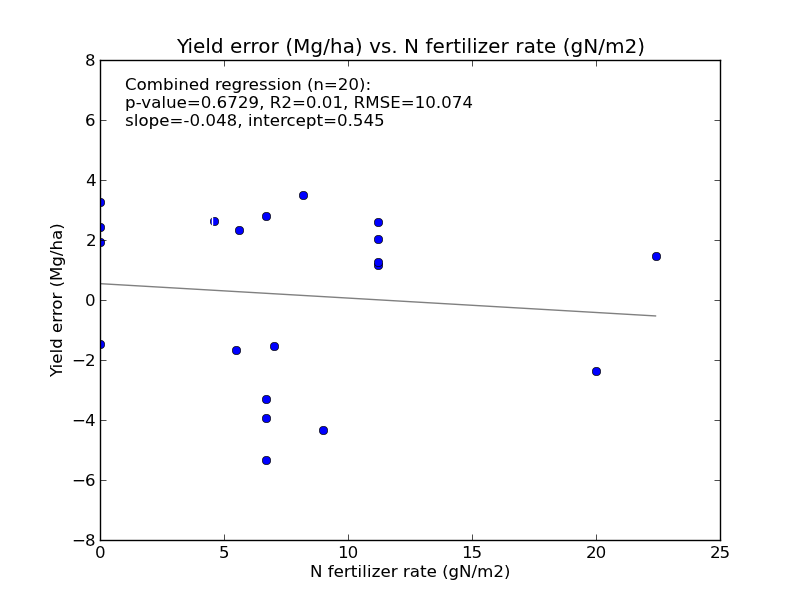 Yield error (Mg/ha) vs. N fertilizer rate (gN/m2)
Combined regression (n=20):
p-value=0.6729, R2=0.01, RMSE=10.074
slope=-0.048, intercept=0.545
8
6
4
2
0
−2
−4
−6
−8
Yield error (Mg/ha)
0 5 10 15 20 25
N fertilizer rate (gN/m2)